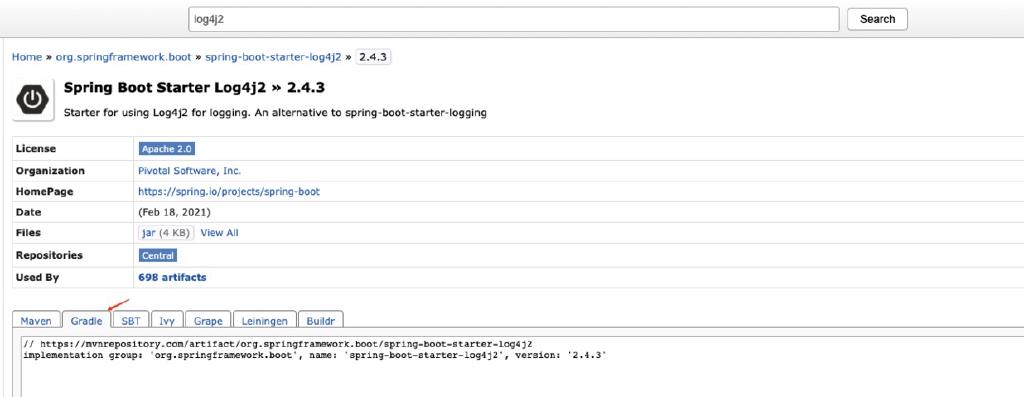 log4j2
Search
Home » org.springframework.boot » spring-boot-starter-log4j2 » 2.4.3
Spring Boot Starter Log4j2 » 2.4.3
Starter for using Log4j2 for logging. An alternative to spring-boot-starter-logging
License Apache 2.0
Organization Pivotal Software, Inc.
HomePage https://spring.io/projects/spring-boot
Date (Feb 18, 2021)
Files jar (4 KB) View All
Repositories Central
Used By 698 artifacts
Maven Gradle SBT Ivy Grape Leiningen Buildr
// https://mvnrepository.com/artifact/org.springframework.boot/spring-boot-starter-log4j2
implementation group: 'org.springframework.boot', name: 'spring-boot-starter-log4j2', version: '2.4.3'